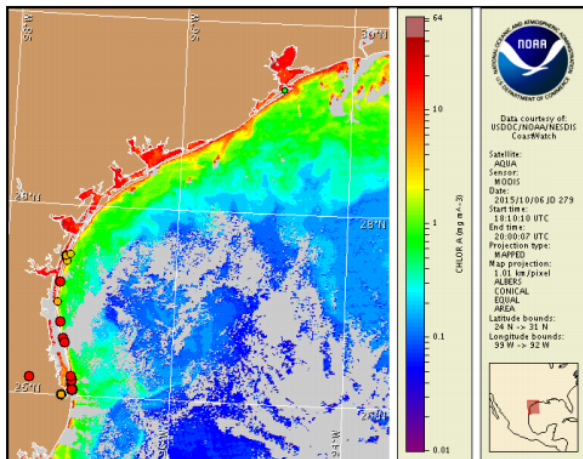 98°W
96°W
30°N
28°N
28°N
26°N
26°N
64
10
1
0.1
0.01
CHLOR A (mg m^-3)
NATIONAL OCEANIC AND ATMOSPHERIC ADMINISTRATION
NOAA
U.S. DEPARTMENT OF COMMERCE
Data courtesy of:
USDOC/NOAA/NESDIS
CoastWatch
Satellite:
AQUA
Sensor:
MODIS
Date:
2015/10/06 JD 279
Start time:
18:10:10 UTC
End time:
20:00:07 UTC
Projection type:
MAPPED
Map projection:
1.01 km/pixel
ALBERS
CONICAL
EQUAL
AREA
Latitude bounds:
24 N -> 31 N
Longitude bounds:
99 W -> 92 W